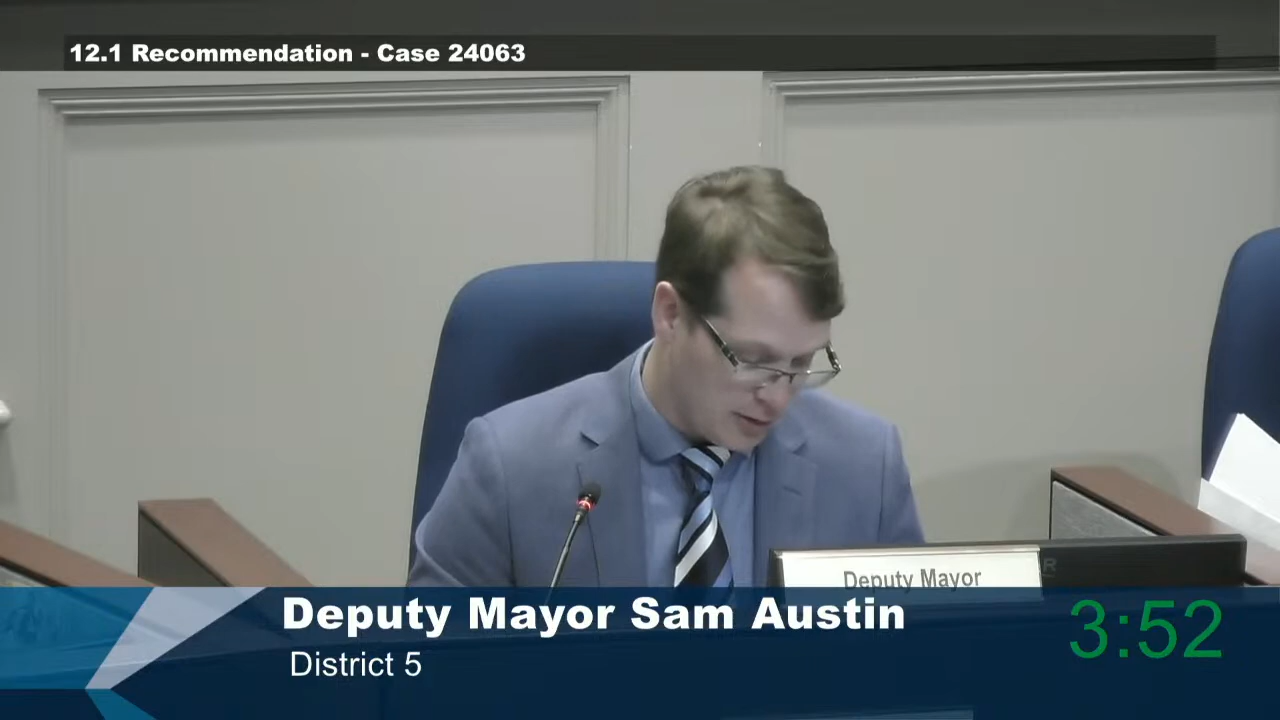 12.1 Recommendation - Case 24063
Deputy Mayor
Deputy Mayor Sam Austin
District 5
3:52